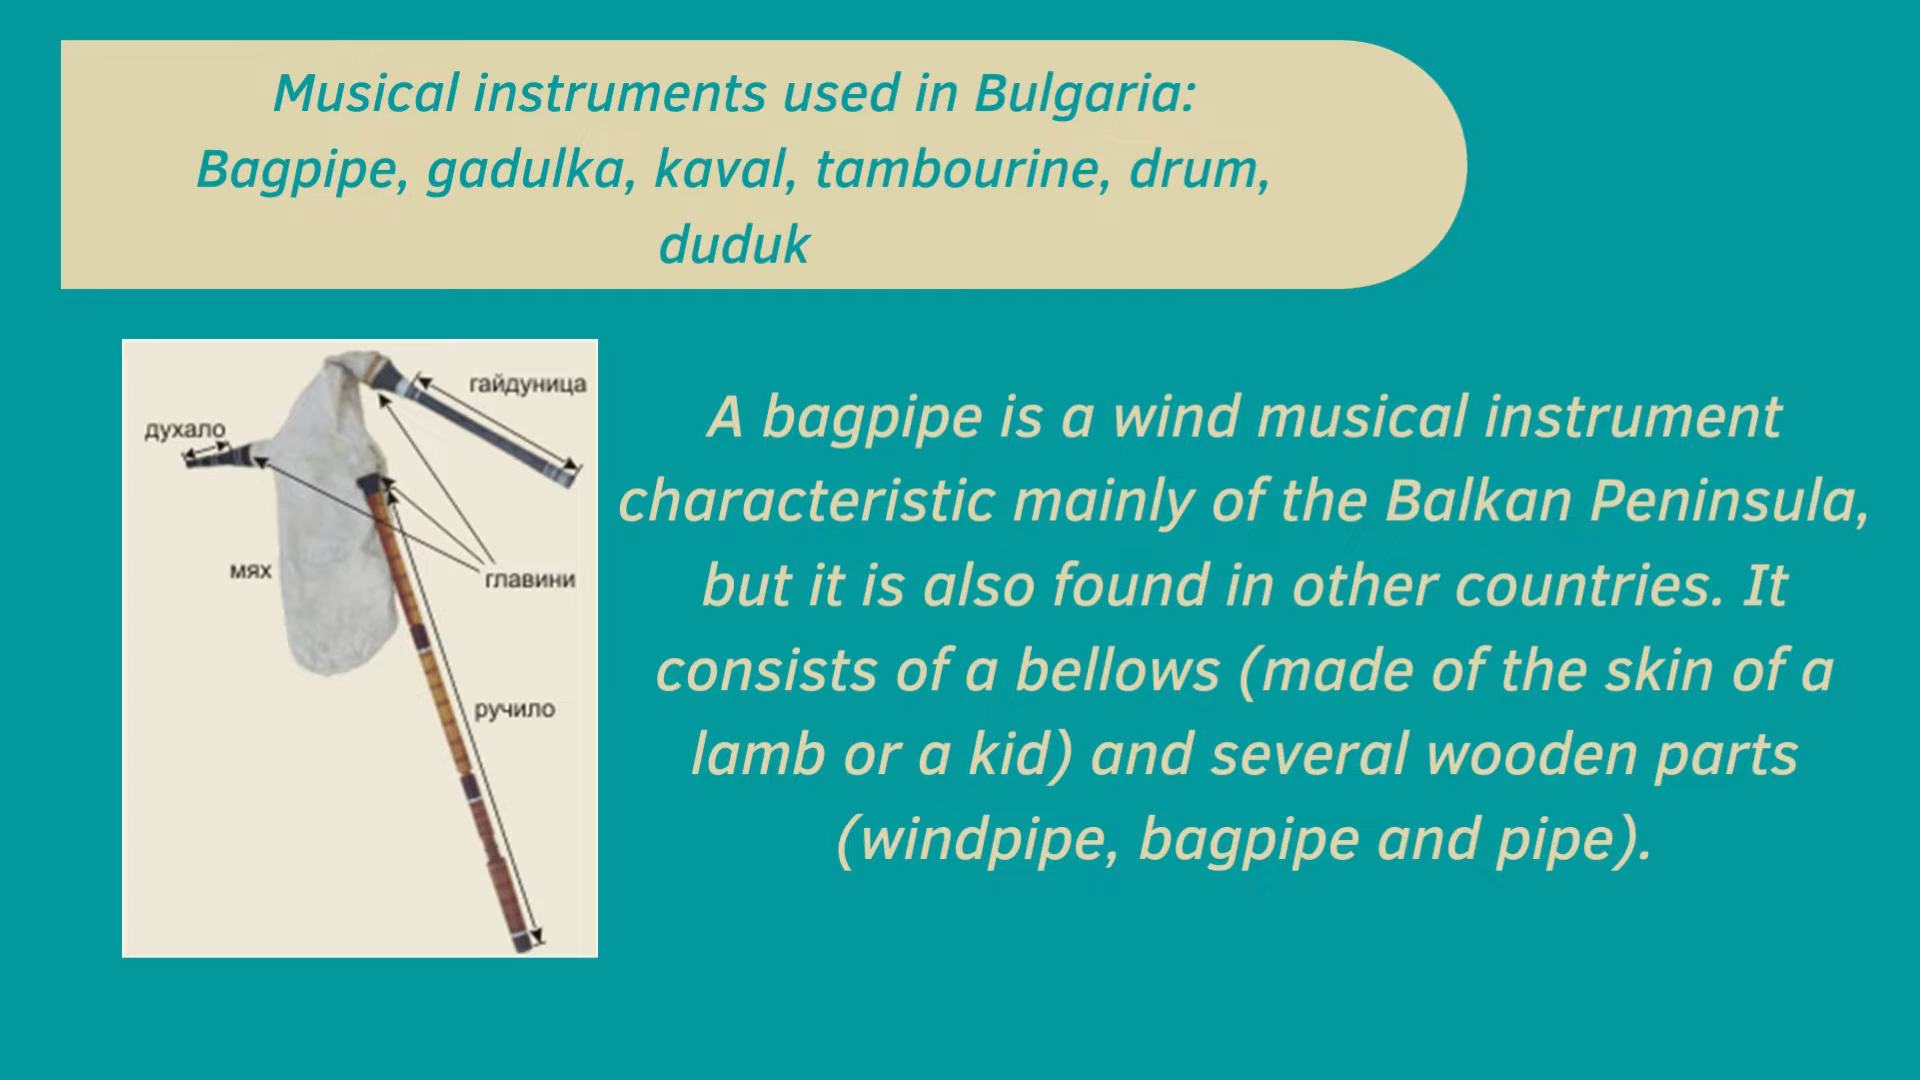 Musical instruments used in Bulgaria:
Bagpipe, gadulka, kaval, tambourine, drum,
duduk
гайдуница
духало
мях
главини
ручило
A bagpipe is a wind musical instrument
characteristic mainly of the Balkan Peninsula,
but it is also found in other countries. It
consists of a bellows (made of the skin of a
lamb or a kid) and several wooden parts
(windpipe, bagpipe and pipe).